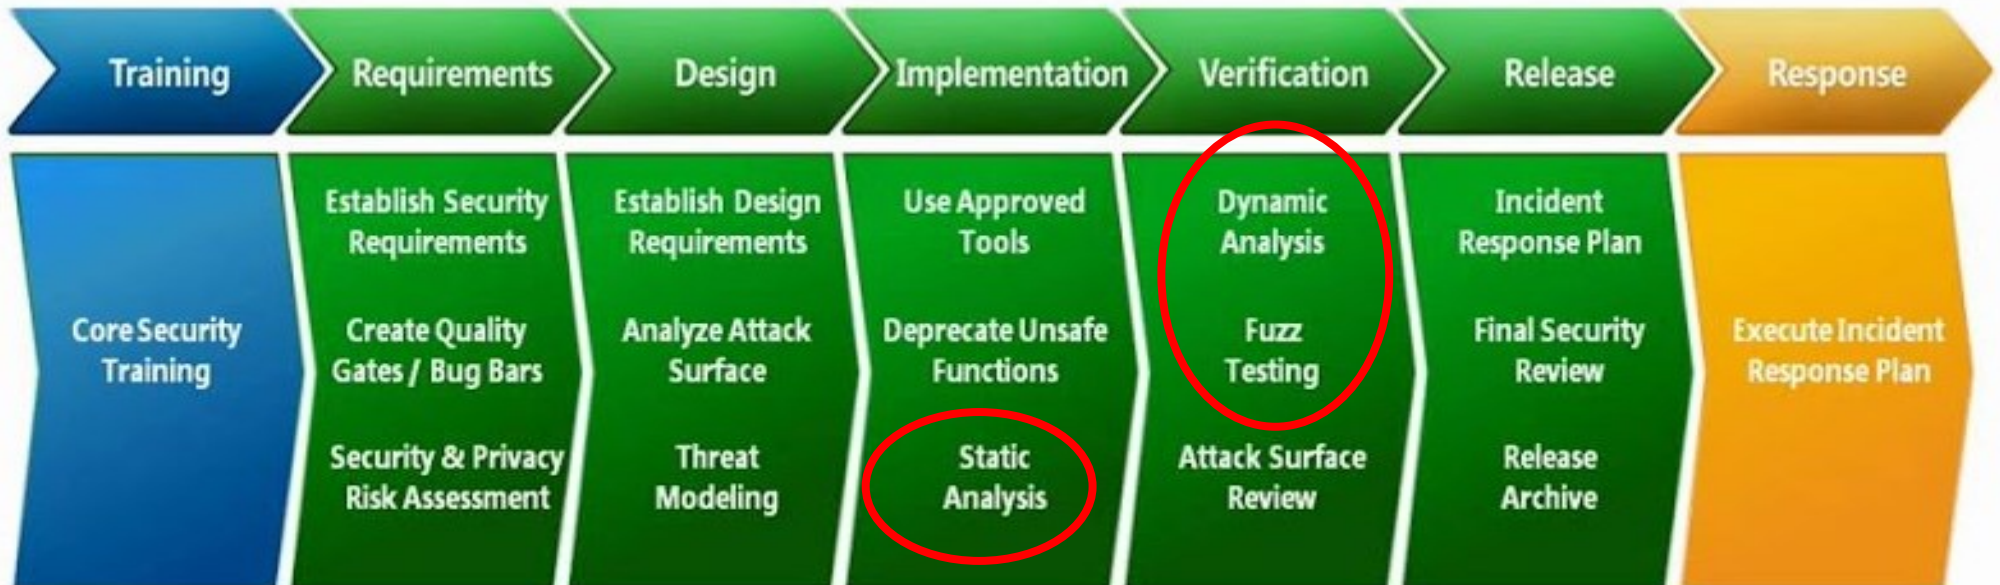 Training
Requirements
Design
Implementation
Verification
Release
Response
Core Security
Training
Establish Security
Requirements
Create Quality
Gates / Bug Bars
Security & Privacy
Risk Assessment
Establish Design
Requirements
Analyze Attack
Surface
Threat
Modeling
Use Approved
Tools
Deprecate Unsafe
Functions
Static
Analysis
Dynamic
Analysis
Fuzz
Testing
Attack Surface
Review
Incident
Response Plan
Final Security
Review
Release
Archive
Execute Incident
Response Plan